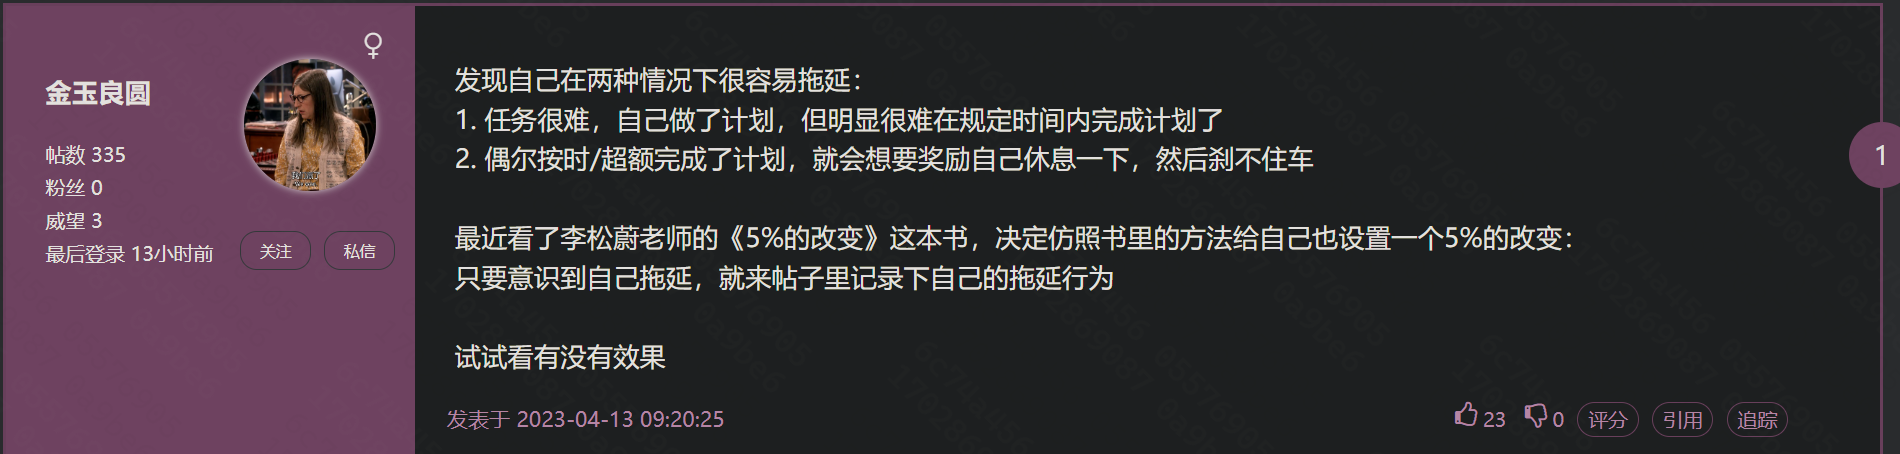 金玉良圆
帖数 335
粉丝 0
威望 3
最后登录 13小时前
关注
私信
发现自己在两种情况下很容易拖延：
1. 任务很难，自己做了计划，但明显很难在规定时间内完成计划了
2. 偶尔按时/超额完成了计划，就会想要奖励自己休息一下，然后刹不住车
最近看了李松蔚老师的《5%的改变》这本书，决定仿照书里的方法给自己也设置一个5%的改变：
只要意识到自己拖延，就来帖子里记录下自己的拖延行为
试试看有没有效果
发表于 2023-04-13 09:20:25
23
0
评分
引用
追踪
1